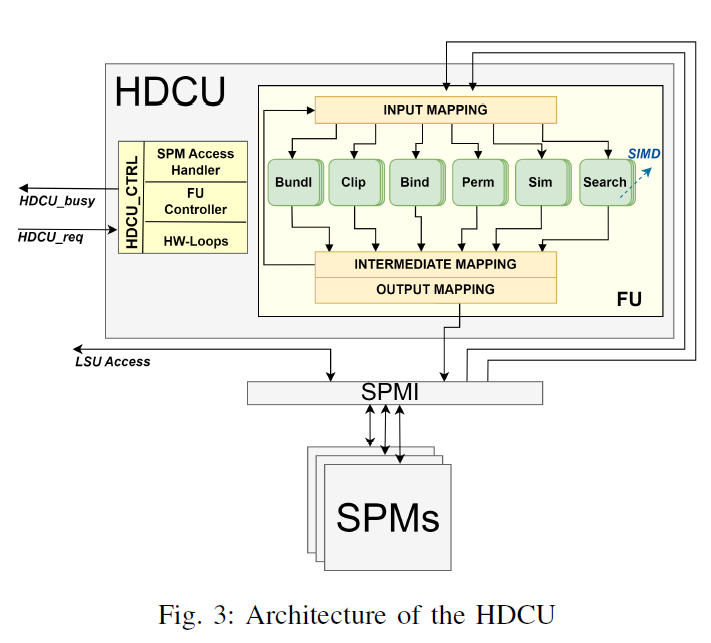 HDCU
INPUT MAPPING
HDCU_CTRL
SPM Access
Handler
FU
Controller
HW-Loops
HDCU_busy
HDCU_req
Bundl
Clip
Bind
Perm
Sim
Search
SIMD
INTERMEDIATE MAPPING
OUTPUT MAPPING
FU
LSU Access
SPMI
SPMs
Fig. 3: Architecture of the HDCU